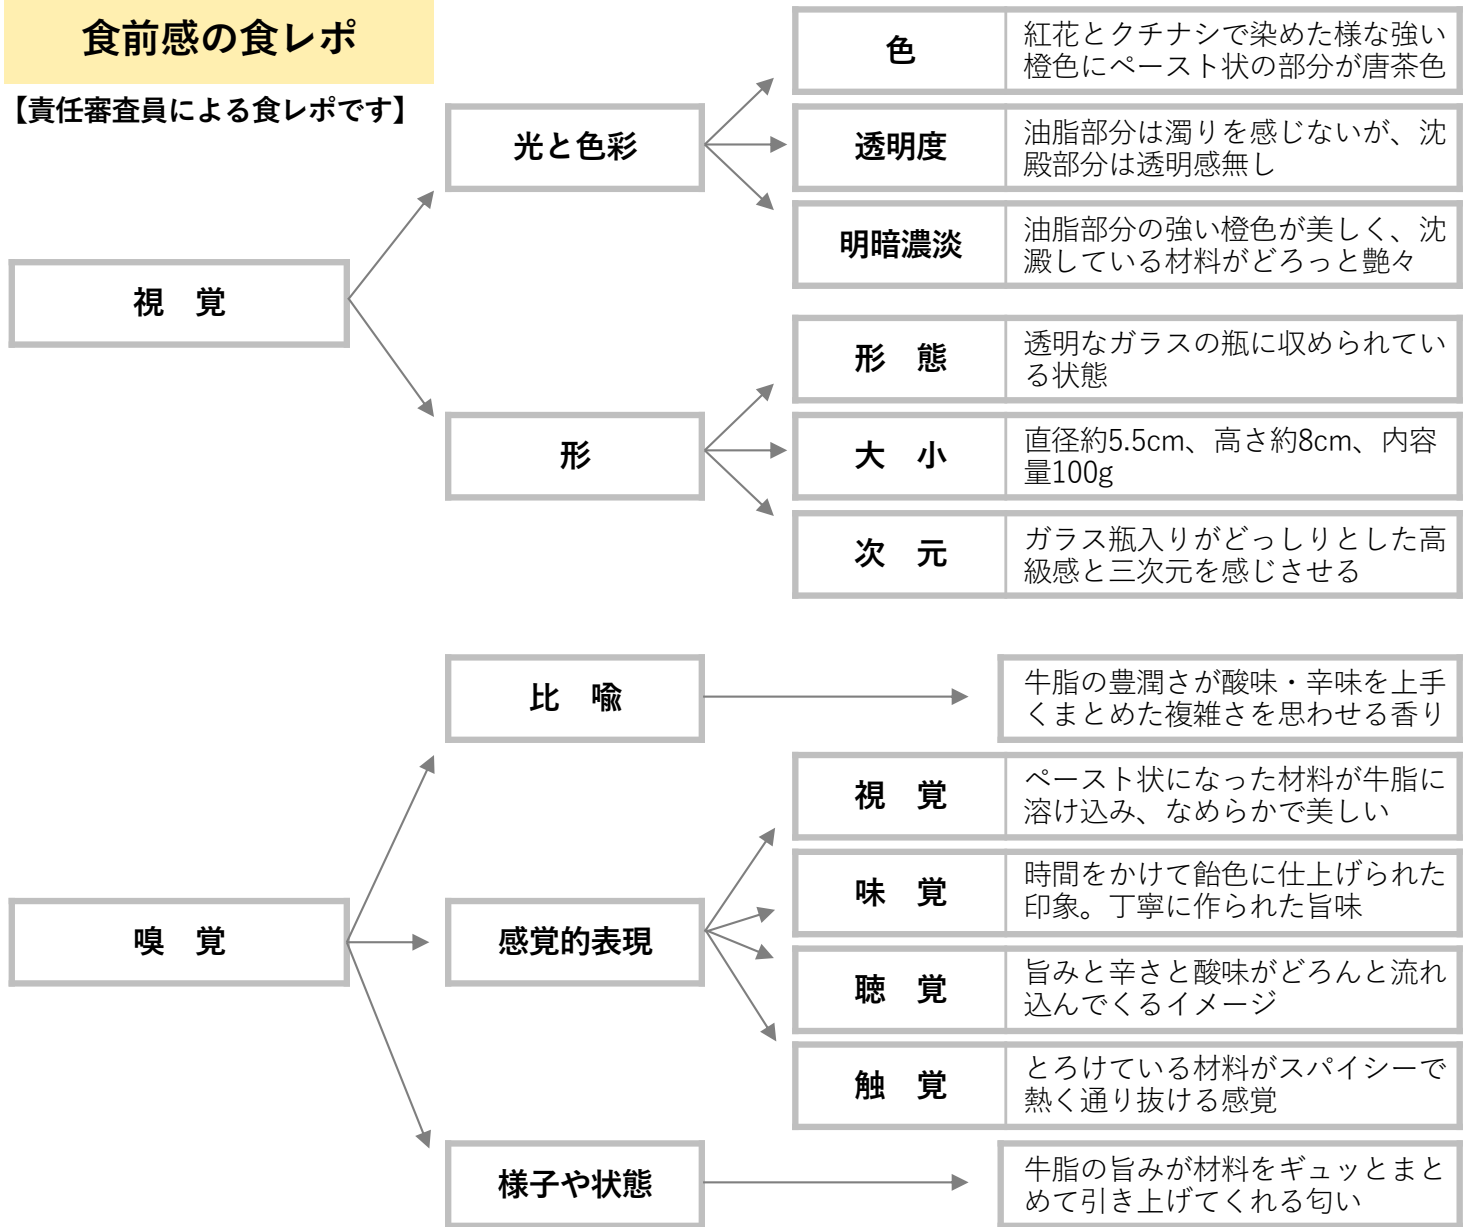 食前感の食レポ
【責任審査員による食レポです】
視　覚
光と色彩
色
紅花とクチナシで染めた様な強い
橙色にペースト状の部分が唐茶色
透明度
油脂部分は濁りを感じないが、沈
殿部分は透明感無し
明暗濃淡
油脂部分の強い橙色が美しく、沈
澱している材料がどろっと艶々
形
形　態
透明なガラスの瓶に収められてい
る状態
大　小
直径約5.5cm、高さ約8cm、内容
量100g
次　元
ガラス瓶入りがどっしりとした高
級感と三次元を感じさせる
嗅　覚
比　喩
牛脂の豊潤さが酸味・辛味を上手
くまとめた複雑さを思わせる香り
感覚的表現
視　覚
ペースト状になった材料が牛脂に
溶け込み、なめらかで美しい
味　覚
時間をかけて飴色に仕上げられた
印象。丁寧に作られた旨味
聴　覚
旨みと辛さと酸味がどろんと流れ
込んでくるイメージ
触　覚
とろけている材料がスパイシーで
熱く通り抜ける感覚
様子や状態
牛脂の旨みが材料をギュッとまと
めて引き上げてくれる匂い